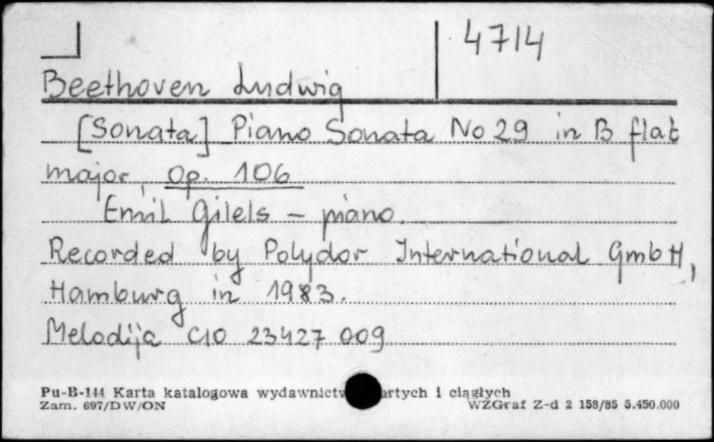 4714
Beethoven Ludwig
[Sonata] Piano Sonata No 29 in B flat
major, Op. 106
Emil Gilels – piano.
Recorded by Polydor International GmbH,
Hamburg in 1983.
Melodija C10 23427 009
Pu-B-144 Karta katalogowa wydawnictw artych i ciągłych
Zam. 697/DW/ON WZGraf Z-d 2 158/85 5.450.000